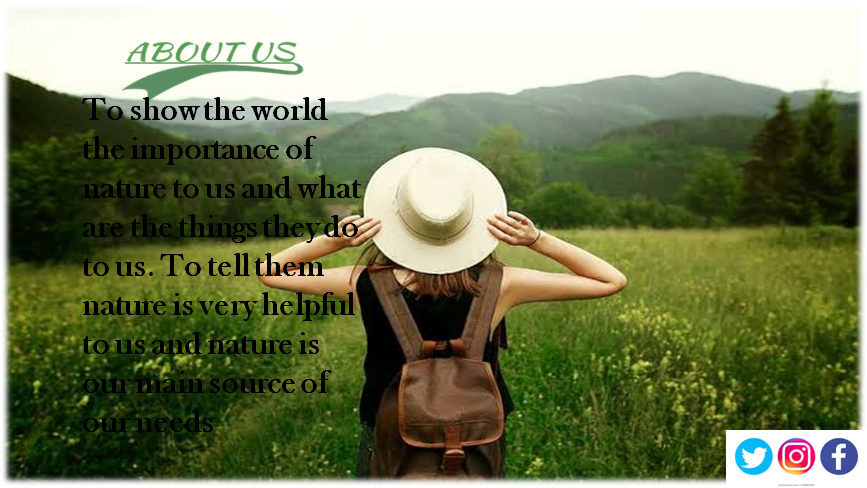 ABOUT US
To show the world
the importance of
nature to us and what
are the things they do
to us. To tell them
nature is very helpful
to us and nature is
our main source of
our needs